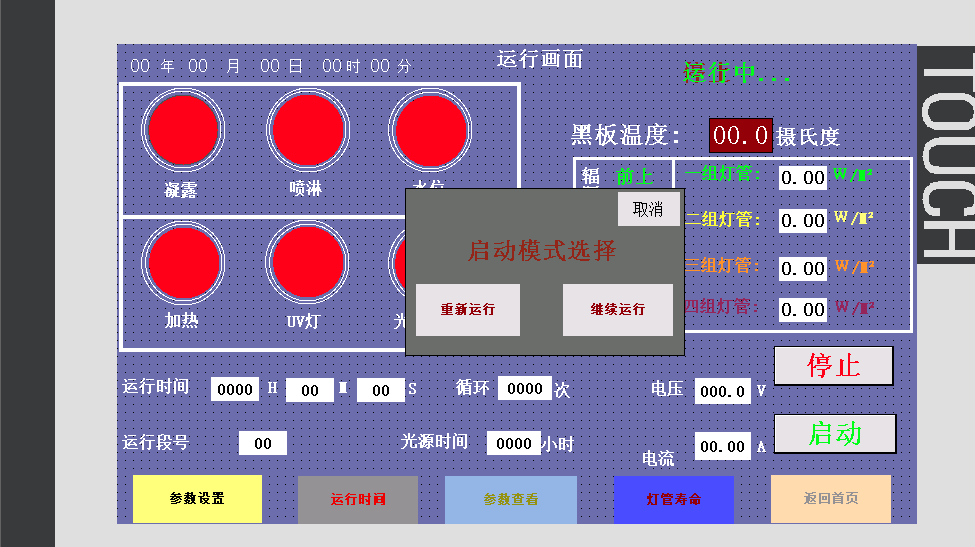 00 年 00 月 00 日 00 时 00 分
运行画面
运行中...
黑板温度: 00.0 摄氏度
凝露 喷淋 水位
辐 前上
一组灯管: 0.00 W/M²
二组灯管: 0.00 W/M²
三组灯管: 0.00 W/M²
四组灯管: 0.00 W/M²
取消
启动模式选择
重新运行 继续运行
加热 UV灯 光
停止
运行时间 0000 H 00 M 00 S 循环 0000 次 电压 000.0 V
启动
运行段号 00 光源时间 0000 小时 电流 00.00 A
参数设置 运行时间 参数查看 灯管寿命 返回首页
TOUCH